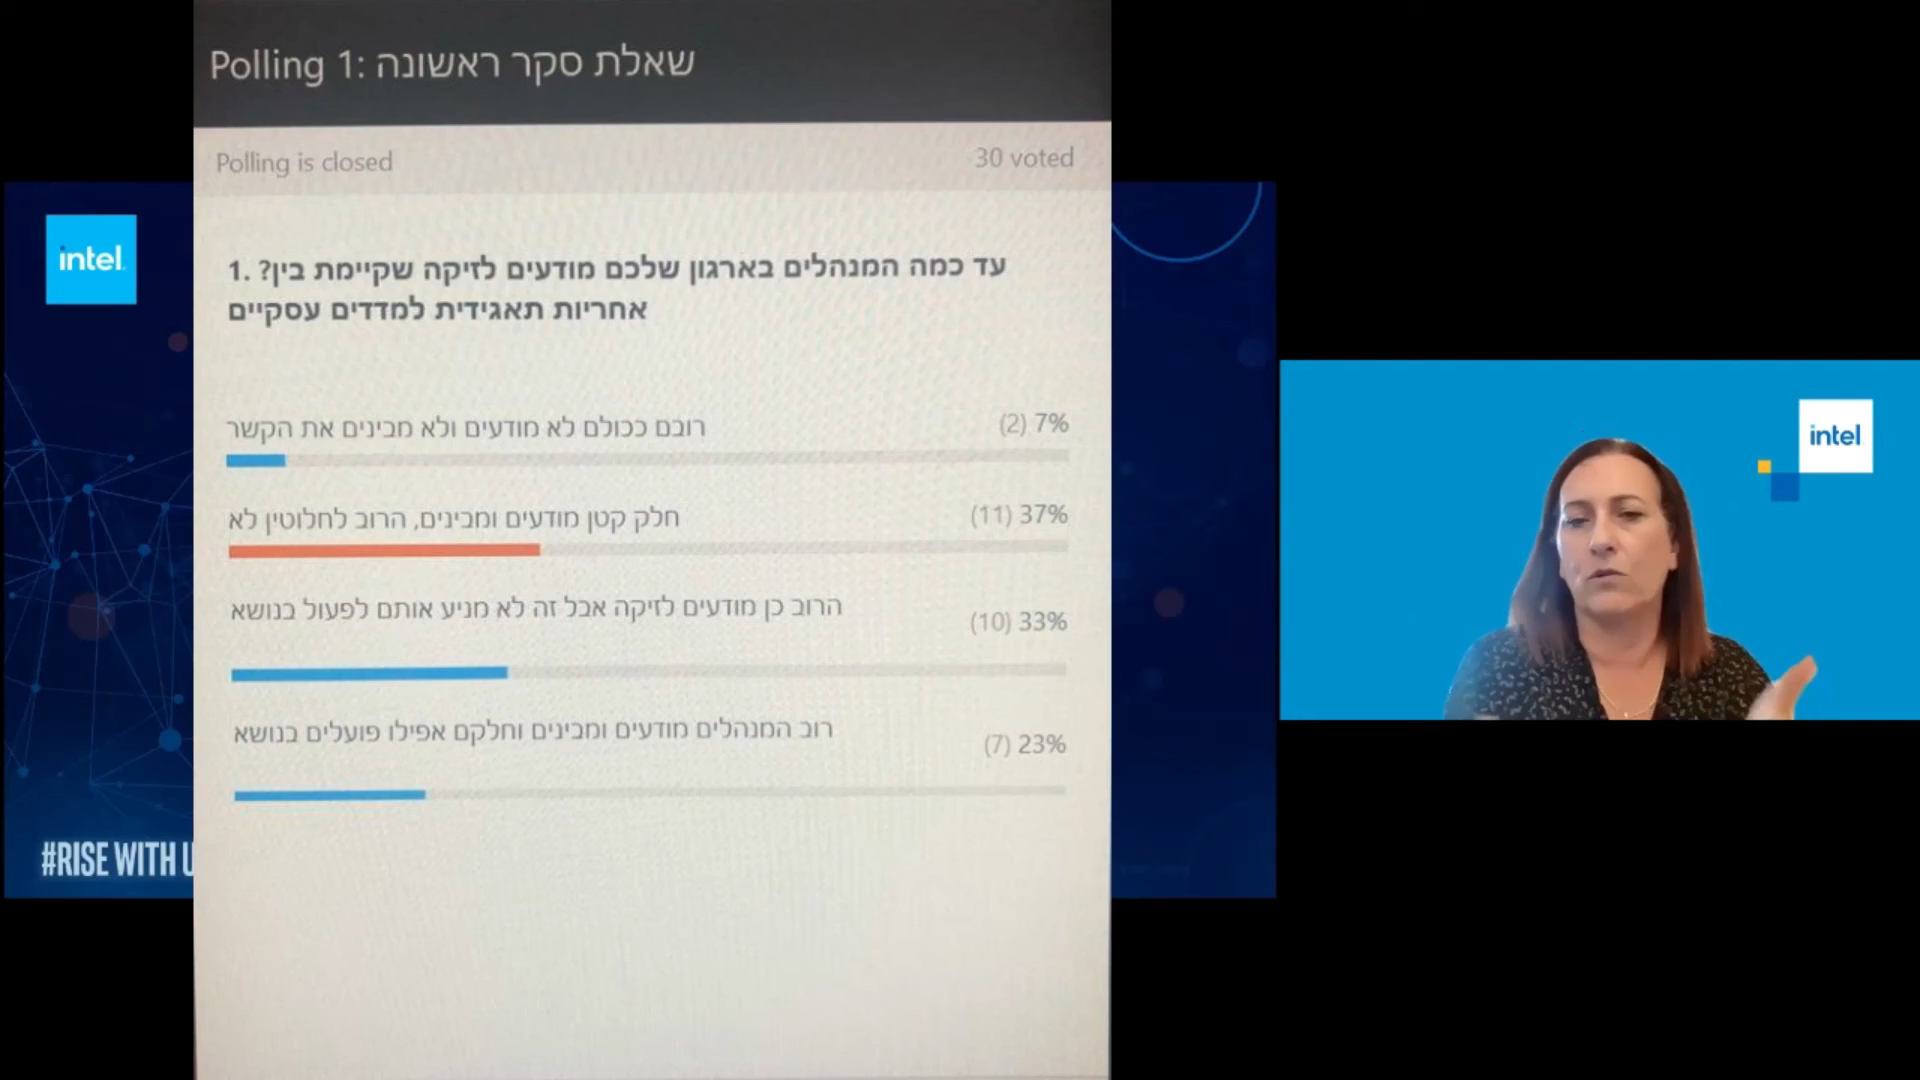 Polling 1: שאלת סקר ראשונה
Polling is closed
30 voted
1. ?עד כמה המנהלים בארגון שלכם מודעים לזיקה שקיימת בין
אחריות תאגידית למדדים עסקיים
רובם ככולם לא מודעים ולא מבינים את הקשר
(2) 7%
חלק קטן מודעים ומבינים, הרוב לחלוטין לא
(11) 37%
הרוב כן מודעים לזיקה אבל זה לא מניע אותם לפעול בנושא
(10) 33%
רוב המנהלים מודעים ומבינים וחלקם אפילו פועלים בנושא
(7) 23%
intel
#RISE WITH U
intel